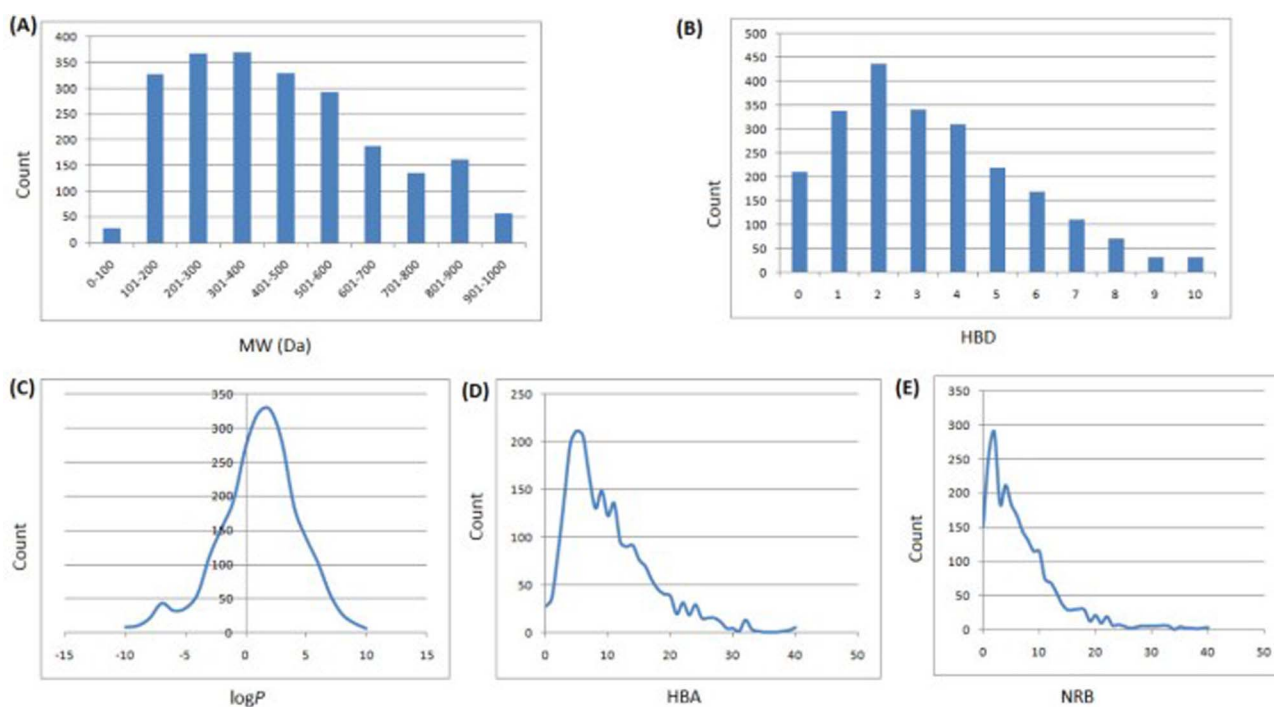 (A)
400
350
300
250
200
150
100
50
0
Count
0-100
101-200
201-300
301-400
401-500
501-600
601-700
701-800
801-900
901-1000
MW (Da)
(B)
500
450
400
350
300
250
200
150
100
50
0
Count
0 1 2 3 4 5 6 7 8 9 10
HBD
(C)
350
300
250
200
150
100
50
0
Count
-15 -10 -5 0 5 10 15
logP
(D)
250
200
150
100
50
0
Count
0 10 20 30 40 50
HBA
(E)
350
300
250
200
150
100
50
0
Count
0 10 20 30 40 50
NRB